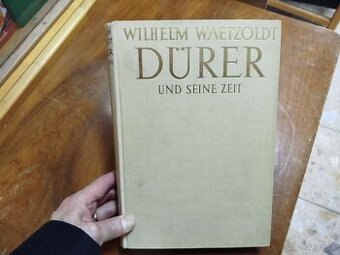 WILHELM WAETZOLDT
DÜRER
UND SEINE ZEIT